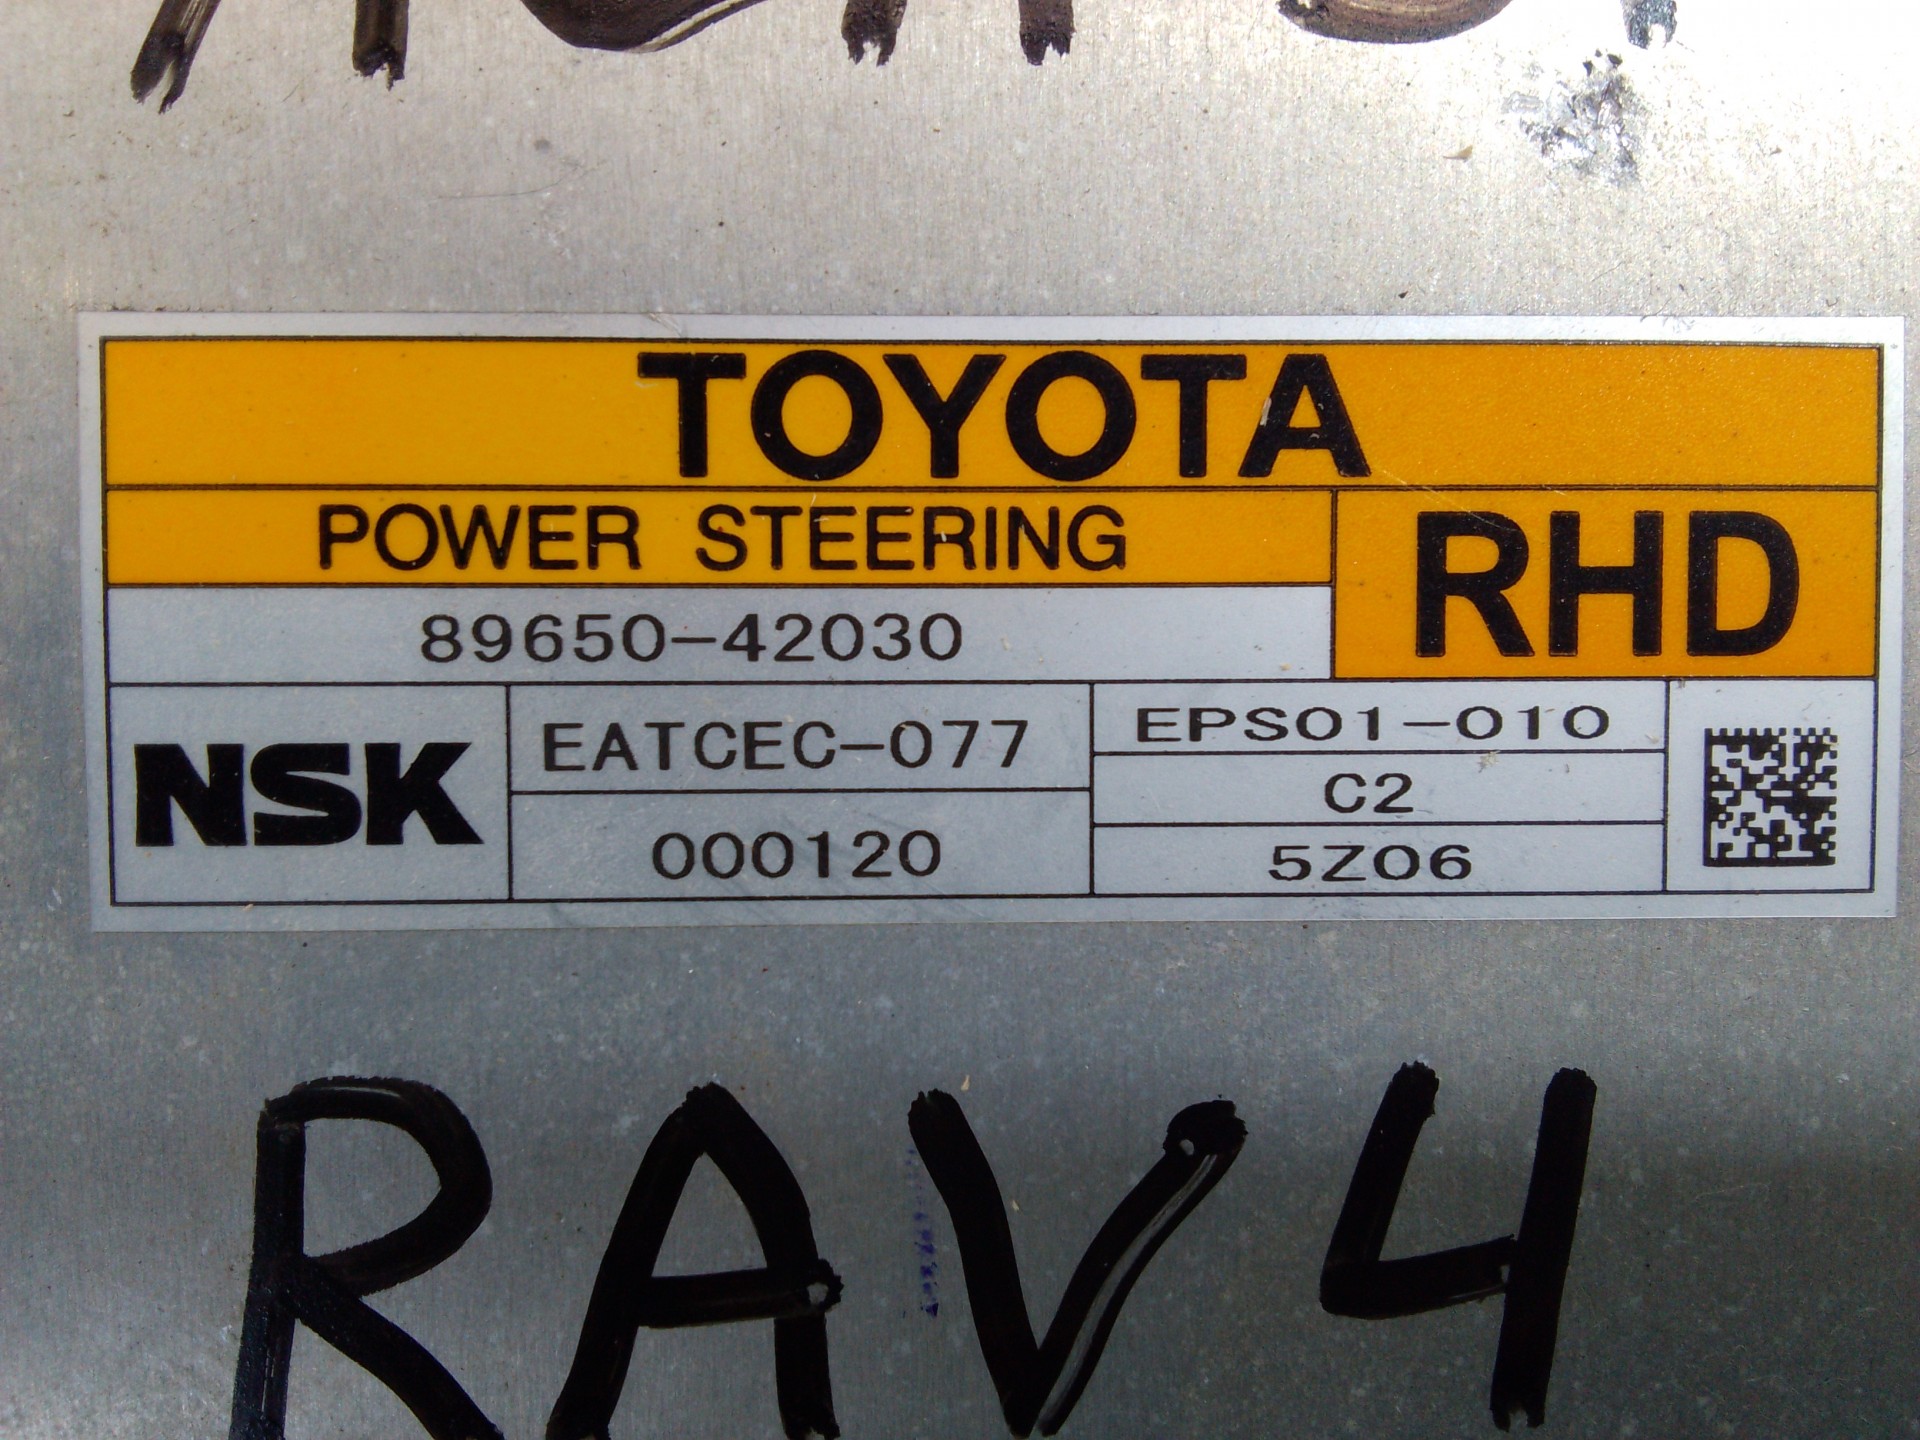 TOYOTA
POWER STEERING
RHD
89650-42030
NSK
EATCEC-077
000120
EPS01-010
C2
5Z06
RAV4